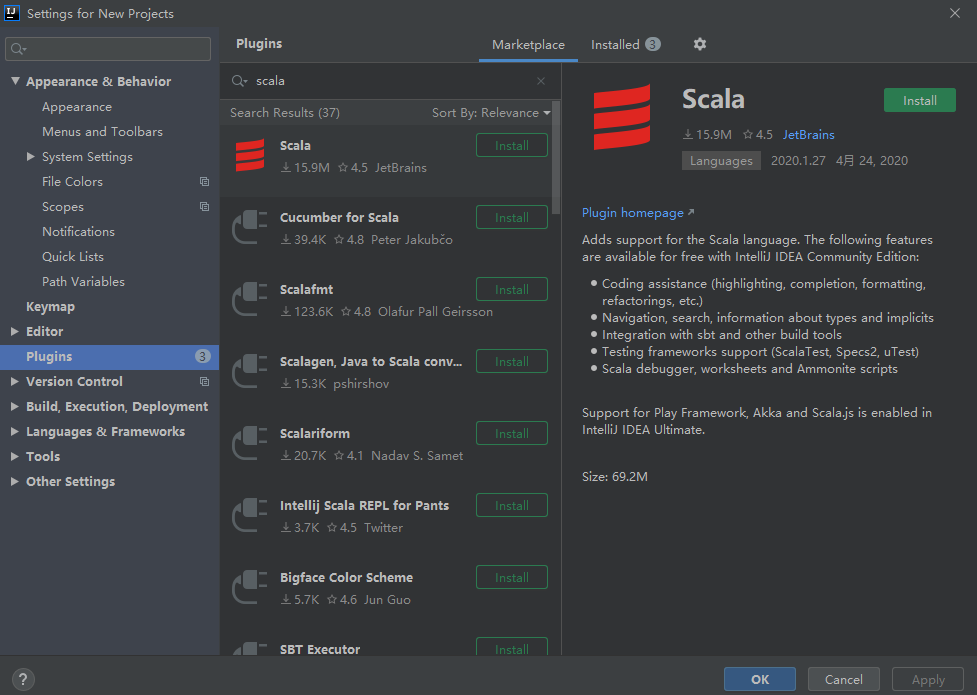 IJ
Settings for New Projects
Appearance & Behavior
Appearance
Menus and Toolbars
System Settings
File Colors
Scopes
Notifications
Quick Lists
Path Variables
Keymap
Editor
Plugins 3
Version Control
Build, Execution, Deployment
Languages & Frameworks
Tools
Other Settings
Plugins
Marketplace
Installed 3
scala
Search Results (37) Sort By: Relevance
Scala Install
15.9M 4.5 JetBrains
Cucumber for Scala Install
39.4K 4.8 Peter Jakubčo
Scalafmt Install
123.6K 4.8 Olafur Pall Geirsson
Scalagen, Java to Scala conv... Install
15.3K pshirshov
Scalariform Install
20.7K 4.1 Nadav S. Samet
Intellij Scala REPL for Pants Install
3.7K 4.5 Twitter
Bigface Color Scheme Install
5.7K 4.6 Jun Guo
SBT Executor Install
Scala Install
15.9M 4.5 JetBrains
Languages 2020.1.27 4月 24, 2020
Plugin homepage
Adds support for the Scala language. The following features
are available for free with IntelliJ IDEA Community Edition:
Coding assistance (highlighting, completion, formatting,
refactorings, etc.)
Navigation, search, information about types and implicits
Integration with sbt and other build tools
Testing frameworks support (ScalaTest, Specs2, uTest)
Scala debugger, worksheets and Ammonite scripts
Support for Play Framework, Akka and Scala.js is enabled in
IntelliJ IDEA Ultimate.
Size: 69.2M
?
OK Cancel Apply